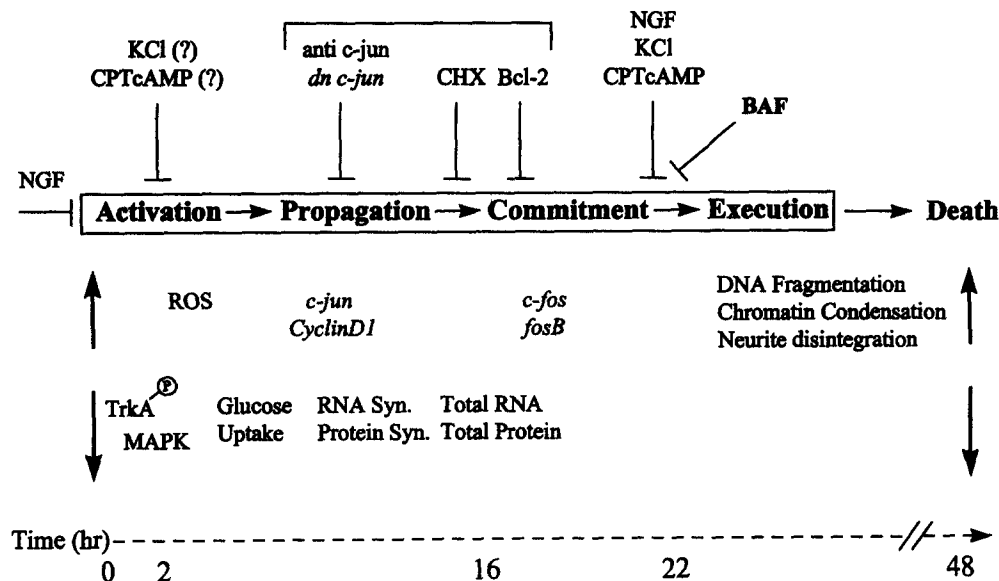 KCl (?)
CPTcAMP (?)
anti c-jun
dn c-jun
CHX Bcl-2
NGF
KCl
CPTcAMP
BAF
NGF
Activation Propagation Commitment Execution Death
ROS
c-jun
CyclinD1
c-fos
fosB
DNA Fragmentation
Chromatin Condensation
Neurite disintegration
TrkA P
MAPK
Glucose
Uptake
RNA Syn.
Protein Syn.
Total RNA
Total Protein
Time (hr)
0 2 16 22 48